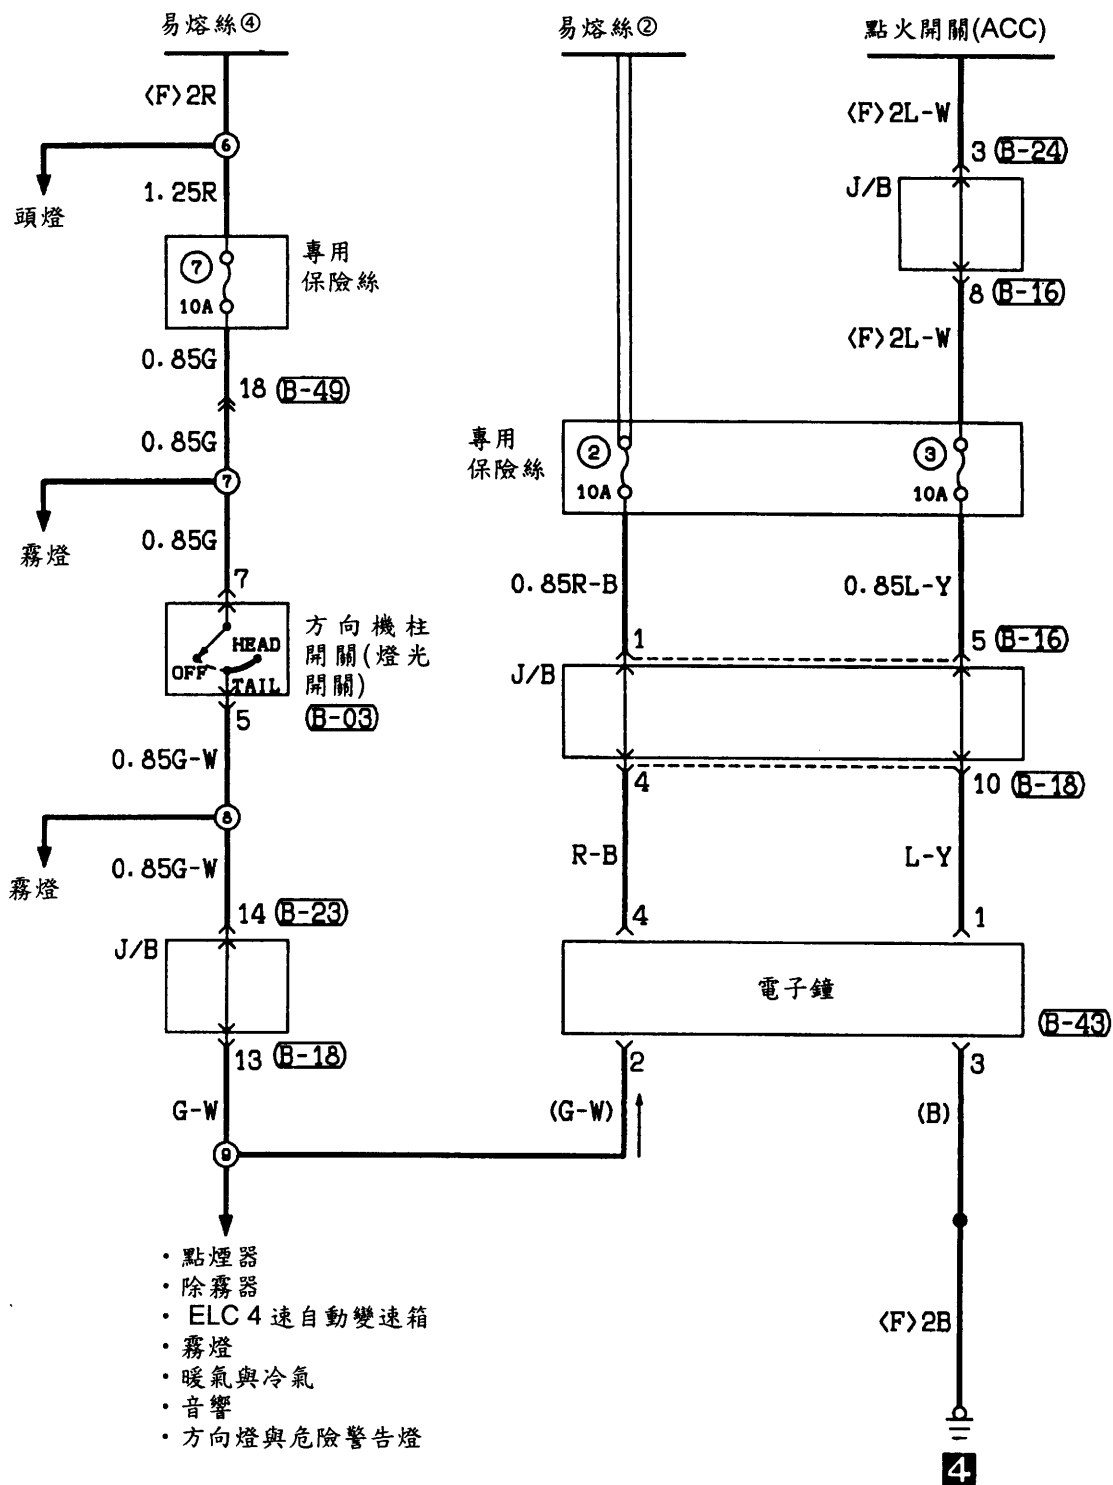 易熔絲④
易熔絲②
點火開關(ACC)
〈F〉2R
〈F〉2L-W
6
3 B-24
1.25R
J/B
頭燈
⑦
10A
專用
保險絲
8 B-16
〈F〉2L-W
0.85G
18 B-49
0.85G
專用
保險絲
②
10A
③
10A
7
0.85G
霧燈
0.85R-B
0.85L-Y
7
1
5 B-16
OFF
HEAD
TAIL
方向機柱
開關(燈光
開關)
B-03
J/B
5
0.85G-W
4
10 B-18
8
0.85G-W
霧燈
R-B
L-Y
14 B-23
4
1
J/B
電子鐘
B-43
13 B-18
2
3
G-W
(G-W)
(B)
9
・點煙器
・除霧器
・ELC 4 速自動變速箱
・霧燈
・暖氣與冷氣
・音響
・方向燈與危險警告燈
〈F〉2B
4